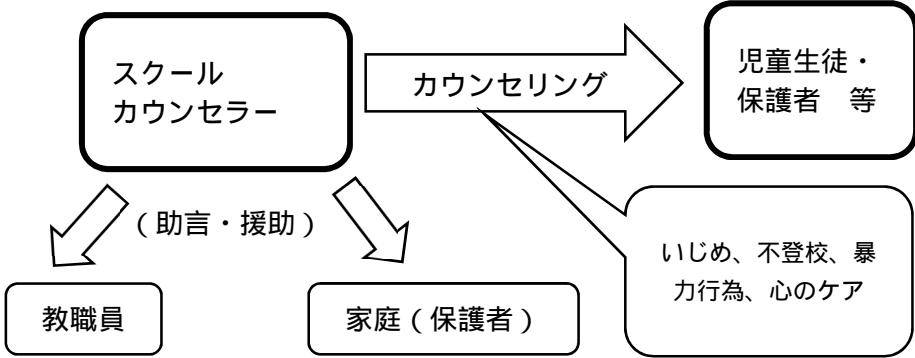 スクール
カウンセラー
カウンセリング
児童生徒・
保護者　等
（助言・援助）
いじめ、不登校、暴
力行為、心のケア
教職員
家庭（保護者）